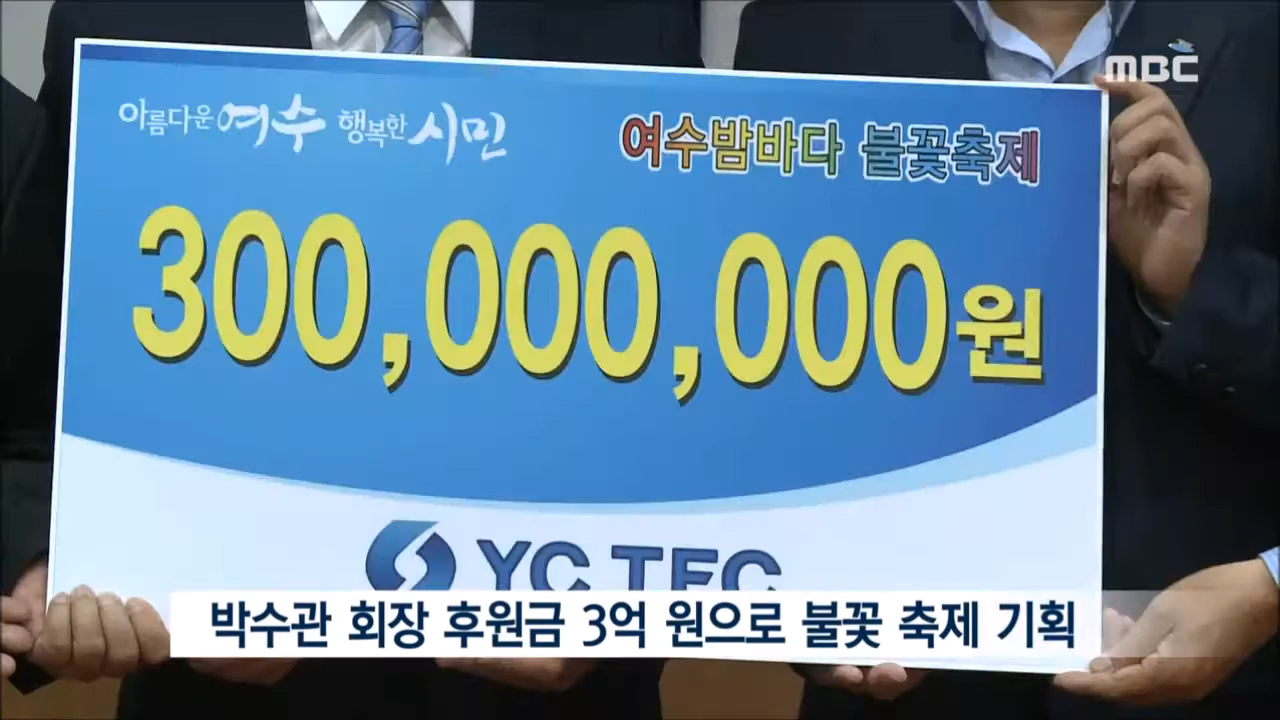 MBC
아름다운 여수 행복한 시민
여수밤바다 불꽃축제
300,000,000원
YC TEC
박수관 회장 후원금 3억 원으로 불꽃 축제 기획